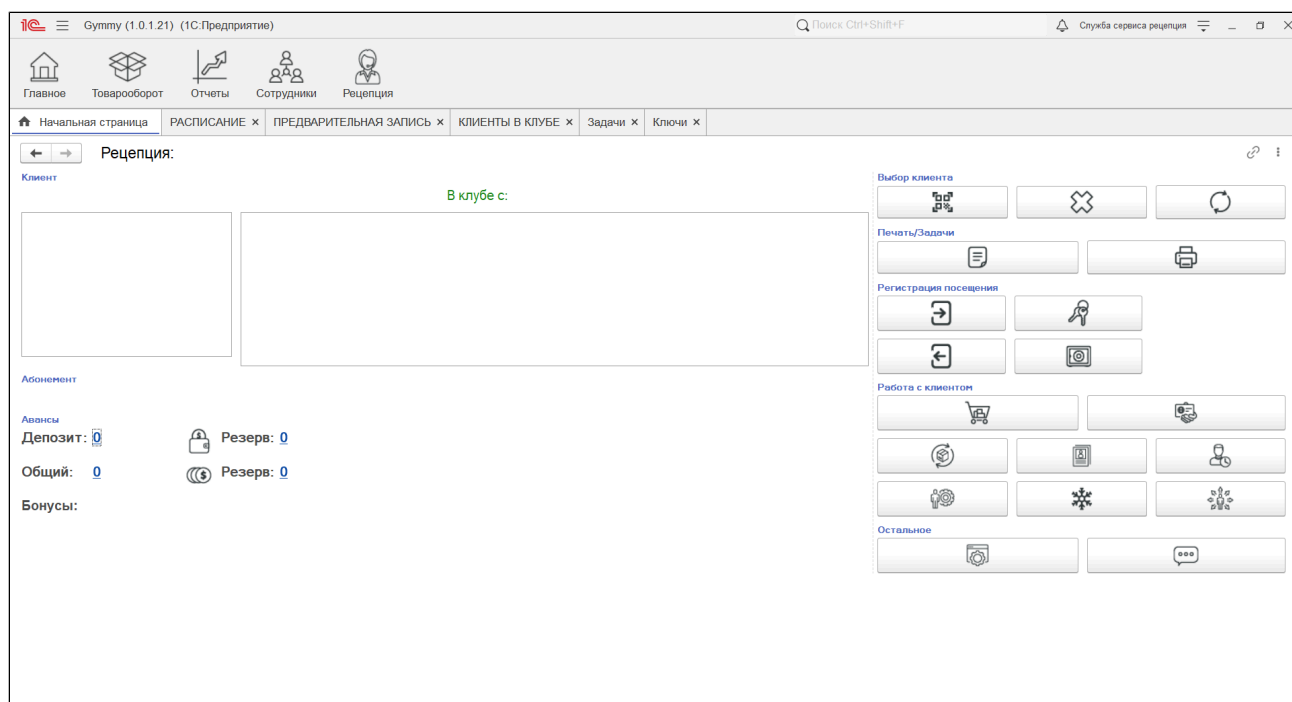 1С Gymmy (1.0.1.21) (1С:Предприятие) Поиск Ctrl+Shift+F Служба сервиса рецепция
Главное Товарооборот Отчеты Сотрудники Рецепция
Начальная страница РАСПИСАНИЕ × ПРЕДВАРИТЕЛЬНАЯ ЗАПИСЬ × КЛИЕНТЫ В КЛУБЕ × Задачи × Ключи ×
Рецепция:
Клиент
В клубе с:
Абонемент
Авансы
Депозит: 0 Резерв: 0
Общий: 0 Резерв: 0
Бонусы:
Выбор клиента
Печать/Задачи
Регистрация посещения
Работа с клиентом
Остальное